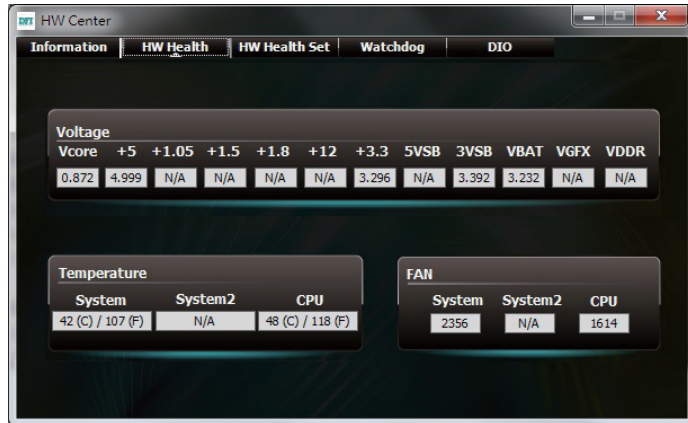 DFI HW Center
Information HW Health HW Health Set Watchdog DIO
Voltage
Vcore +5 +1.05 +1.5 +1.8 +12 +3.3 5VSB 3VSB VBAT VGFX VDDR
0.872 4.999 N/A N/A N/A N/A 3.296 N/A 3.392 3.232 N/A N/A
Temperature
System System2 CPU
42 (C) / 107 (F) N/A 48 (C) / 118 (F)
FAN
System System2 CPU
2356 N/A 1614